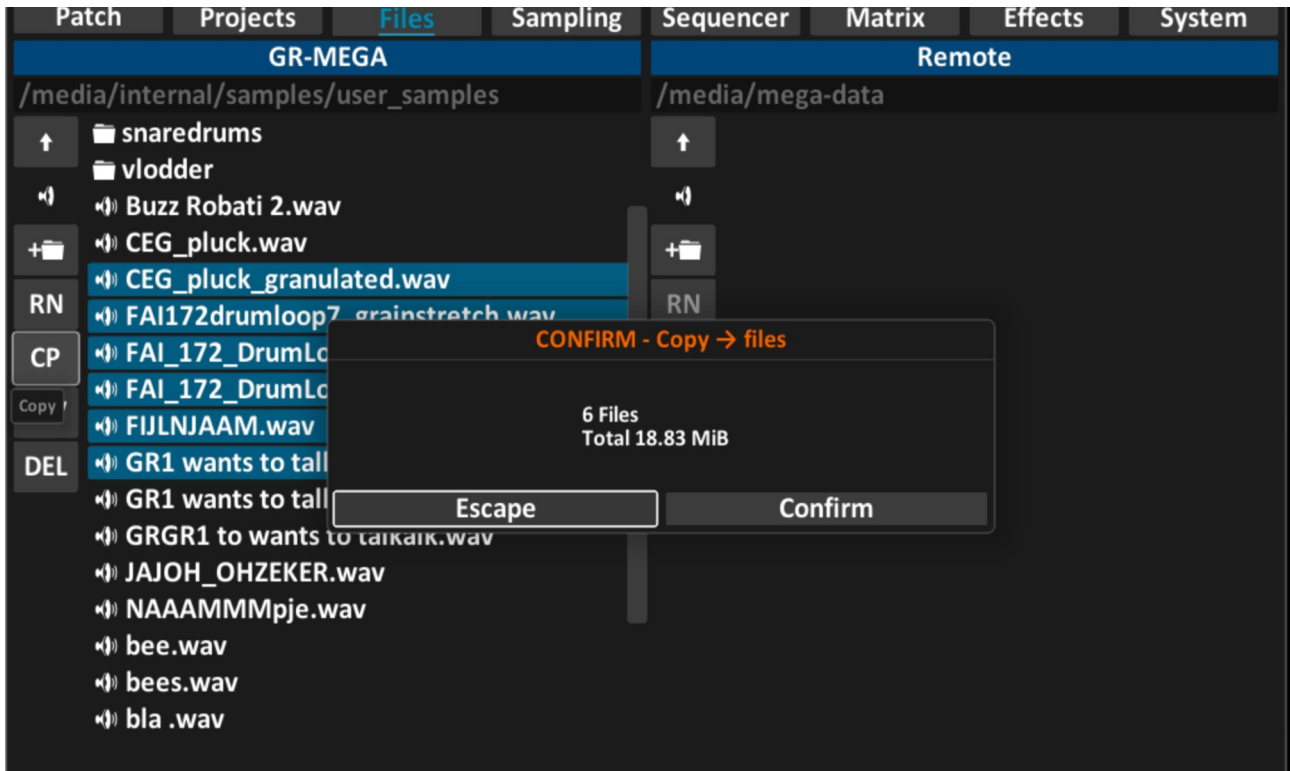 Patch Projects Files Sampling Sequencer Matrix Effects System
GR-MEGA Remote
/media/internal/samples/user_samples /media/mega-data
snaredrums
vlodder
Buzz Robati 2.wav
+ CEG_pluck.wav +
CEG_pluck_granulated.wav
RN FAI172drumloop7_grainstretch.wav RN
CONFIRM - Copy → files
CP FAI_172_DrumLo
FAI_172_DrumLo
Copy
6 Files
FIJLNJAAM.wav
Total 18.83 MiB
DEL GR1 wants to tall
GR1 wants to tall
Escape Confirm
GRGR1 to wants to talkalk.wav
JAJOH_OHZEKER.wav
NAAAMMMpje.wav
bee.wav
bees.wav
bla .wav